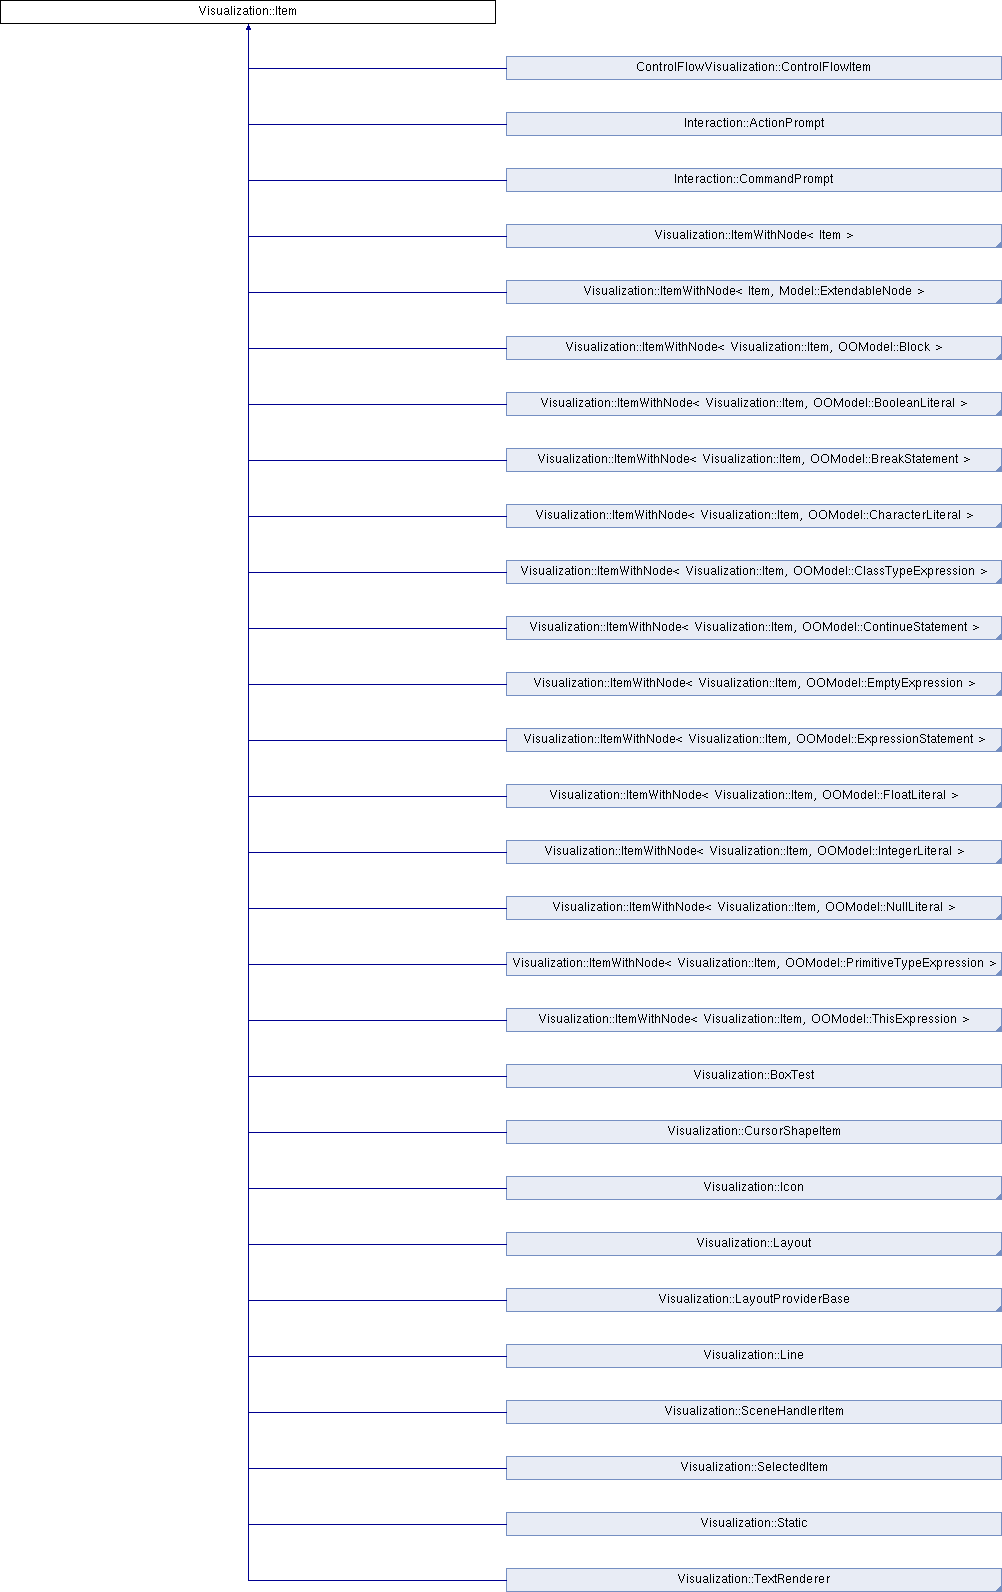 Visualization::Item
ControlFlowVisualization::ControlFlowItem
Interaction::ActionPrompt
Interaction::CommandPrompt
Visualization::ItemWithNode< Item >
Visualization::ItemWithNode< Item, Model::ExtendableNode >
Visualization::ItemWithNode< Visualization::Item, OOModel::Block >
Visualization::ItemWithNode< Visualization::Item, OOModel::BooleanLiteral >
Visualization::ItemWithNode< Visualization::Item, OOModel::BreakStatement >
Visualization::ItemWithNode< Visualization::Item, OOModel::CharacterLiteral >
Visualization::ItemWithNode< Visualization::Item, OOModel::ClassTypeExpression >
Visualization::ItemWithNode< Visualization::Item, OOModel::ContinueStatement >
Visualization::ItemWithNode< Visualization::Item, OOModel::EmptyExpression >
Visualization::ItemWithNode< Visualization::Item, OOModel::ExpressionStatement >
Visualization::ItemWithNode< Visualization::Item, OOModel::FloatLiteral >
Visualization::ItemWithNode< Visualization::Item, OOModel::IntegerLiteral >
Visualization::ItemWithNode< Visualization::Item, OOModel::NullLiteral >
Visualization::ItemWithNode< Visualization::Item, OOModel::PrimitiveTypeExpression >
Visualization::ItemWithNode< Visualization::Item, OOModel::ThisExpression >
Visualization::BoxTest
Visualization::CursorShapeItem
Visualization::Icon
Visualization::Layout
Visualization::LayoutProviderBase
Visualization::Line
Visualization::SceneHandlerItem
Visualization::SelectedItem
Visualization::Static
Visualization::TextRenderer